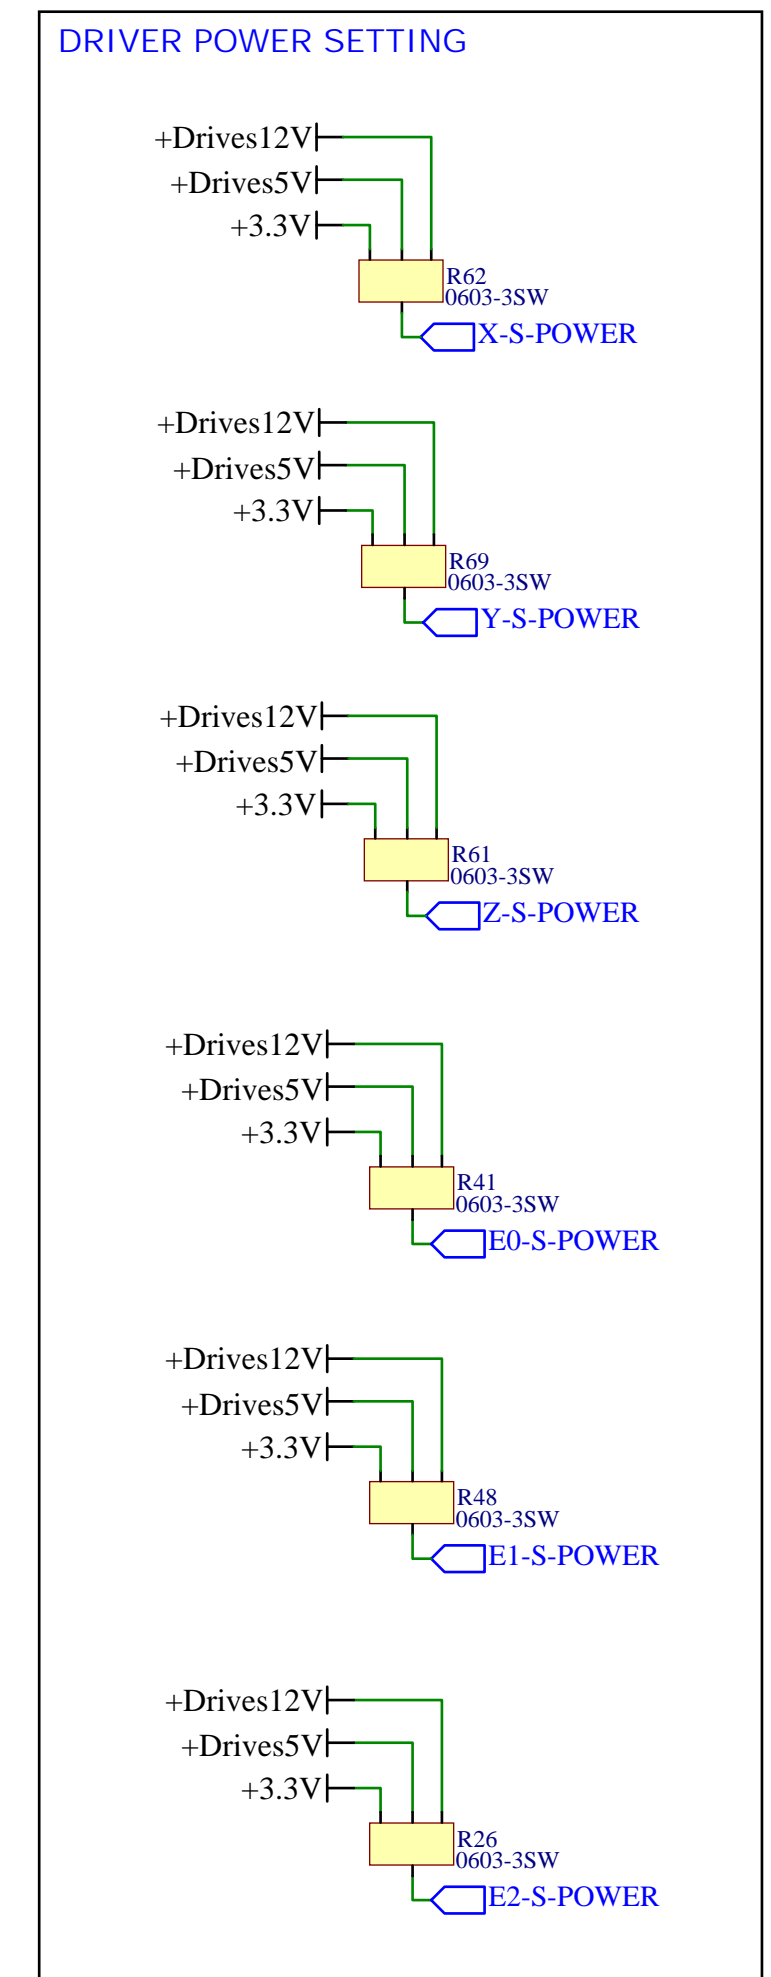 DRIVER POWER SETTING
+Drives12V
+Drives5V
+3.3V
R62
0603-3SW
X-S-POWER
+Drives12V
+Drives5V
+3.3V
R69
0603-3SW
Y-S-POWER
+Drives12V
+Drives5V
+3.3V
R61
0603-3SW
Z-S-POWER
+Drives12V
+Drives5V
+3.3V
R41
0603-3SW
E0-S-POWER
+Drives12V
+Drives5V
+3.3V
R48
0603-3SW
E1-S-POWER
+Drives12V
+Drives5V
+3.3V
R26
0603-3SW
E2-S-POWER